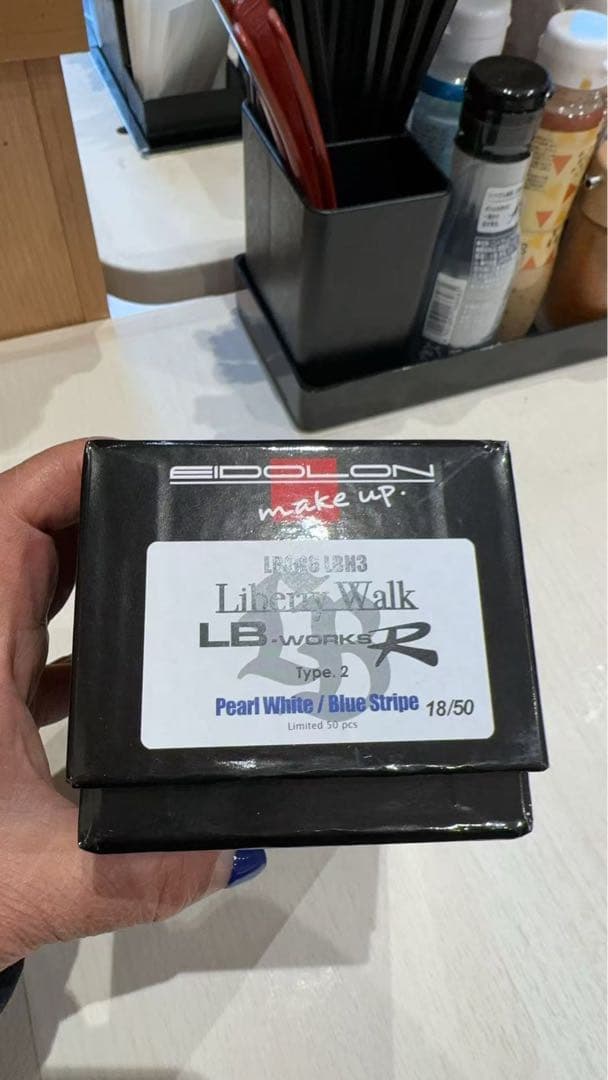 EIDOLON
make up.
Liberty Walk
LB-WORKS R
Type. 2
Pearl White / Blue Stripe 18/50
Limited 50 pcs